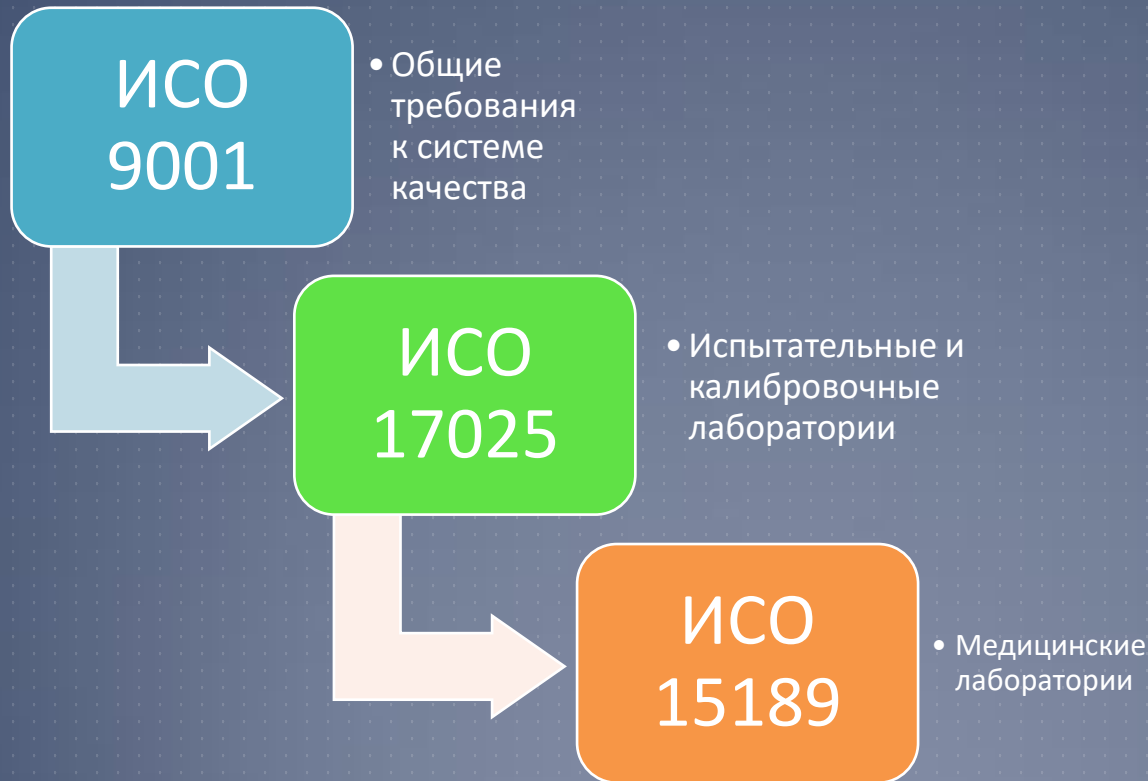 ИСО
9001
• Общие
требования
к системе
качества
ИСО
17025
• Испытательные и
калибровочные
лаборатории
ИСО
15189
• Медицинские
лаборатории